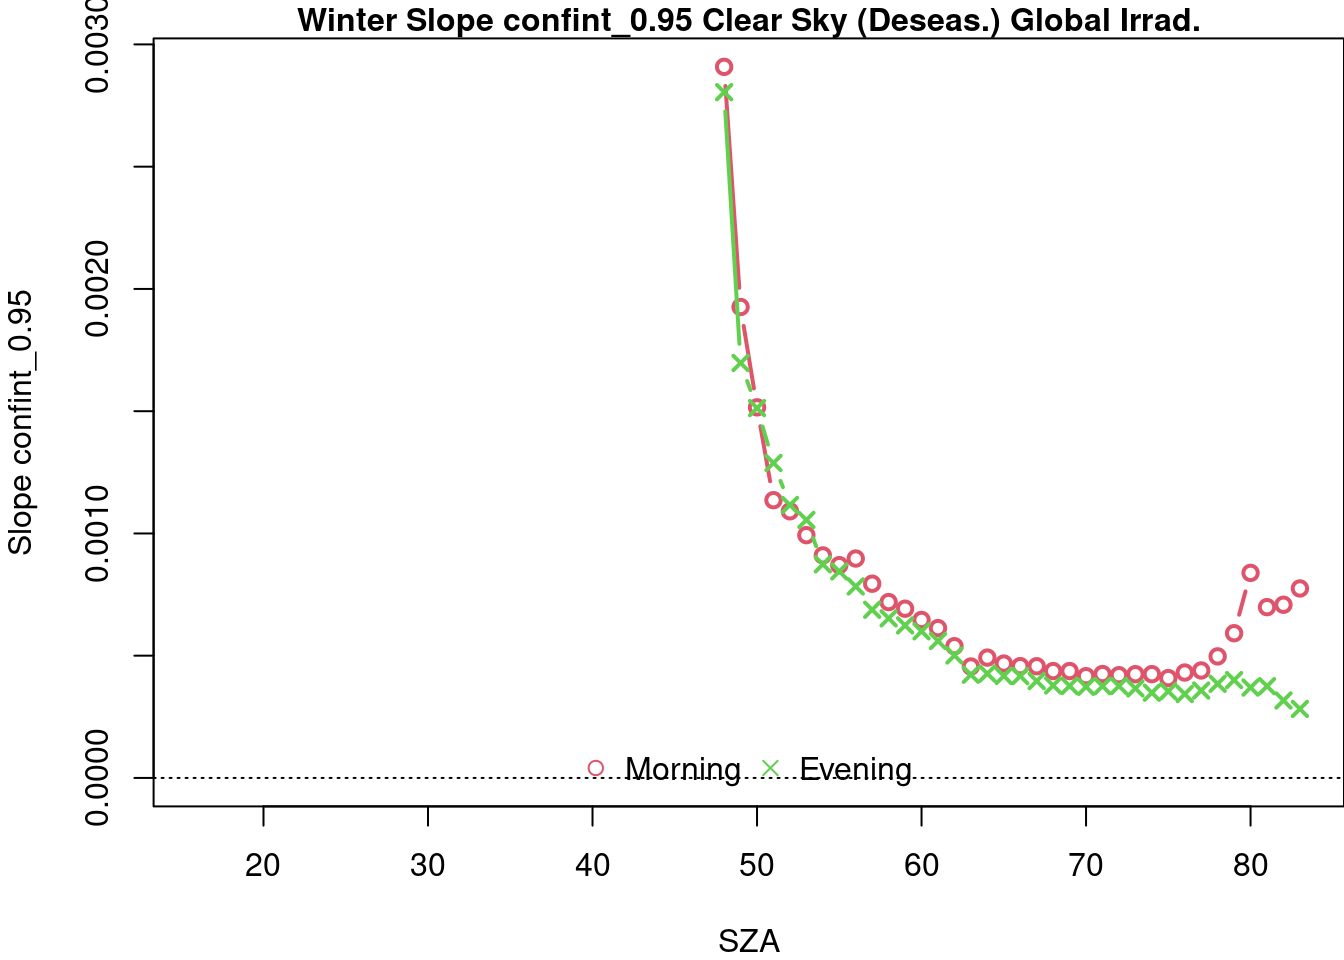 Winter Slope confint_0.95 Clear Sky (Deseas.) Global Irrad.
Slope confint_0.95
0.0030
0.0020
0.0010
0.0000
Morning Evening
20 30 40 50 60 70 80
SZA